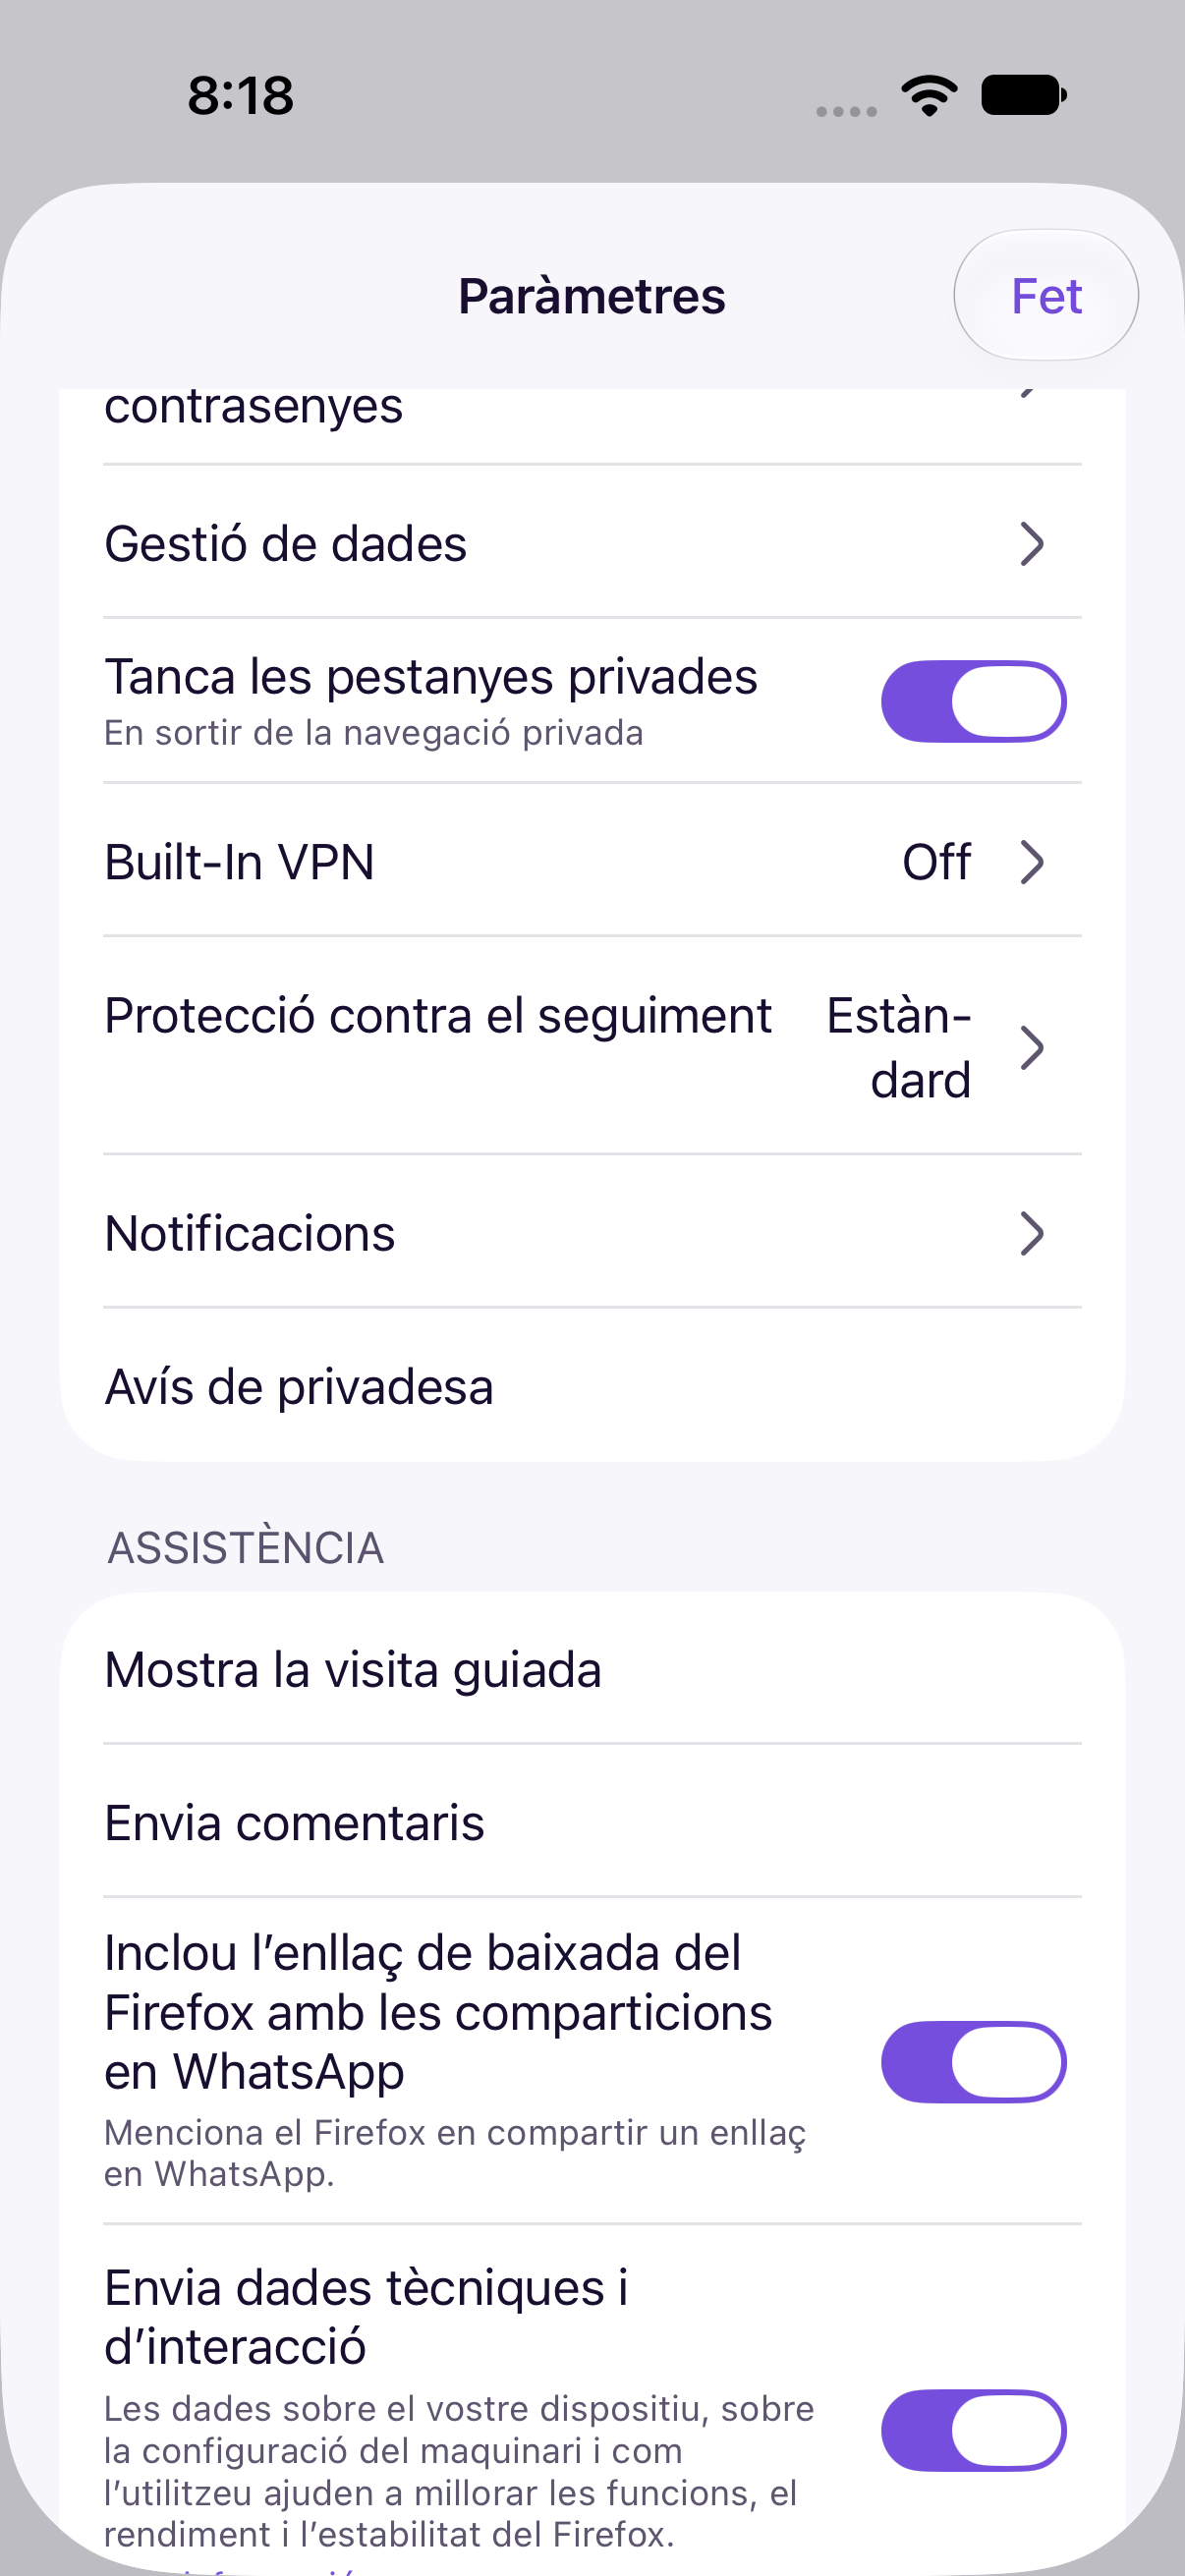 8:18
Paràmetres
Fet
contrasenyes
Gestió de dades
Tanca les pestanyes privades
En sortir de la navegació privada
Built-In VPN
Off
Protecció contra el seguiment
Estàn-
dard
Notificacions
Avís de privadesa
ASSISTÈNCIA
Mostra la visita guiada
Envia comentaris
Inclou l’enllaç de baixada del
Firefox amb les comparticions
en WhatsApp
Menciona el Firefox en compartir un enllaç
en WhatsApp.
Envia dades tècniques i
d’interacció
Les dades sobre el vostre dispositiu, sobre
la configuració del maquinari i com
l’utilitzeu ajuden a millorar les funcions, el
rendiment i l’estabilitat del Firefox.